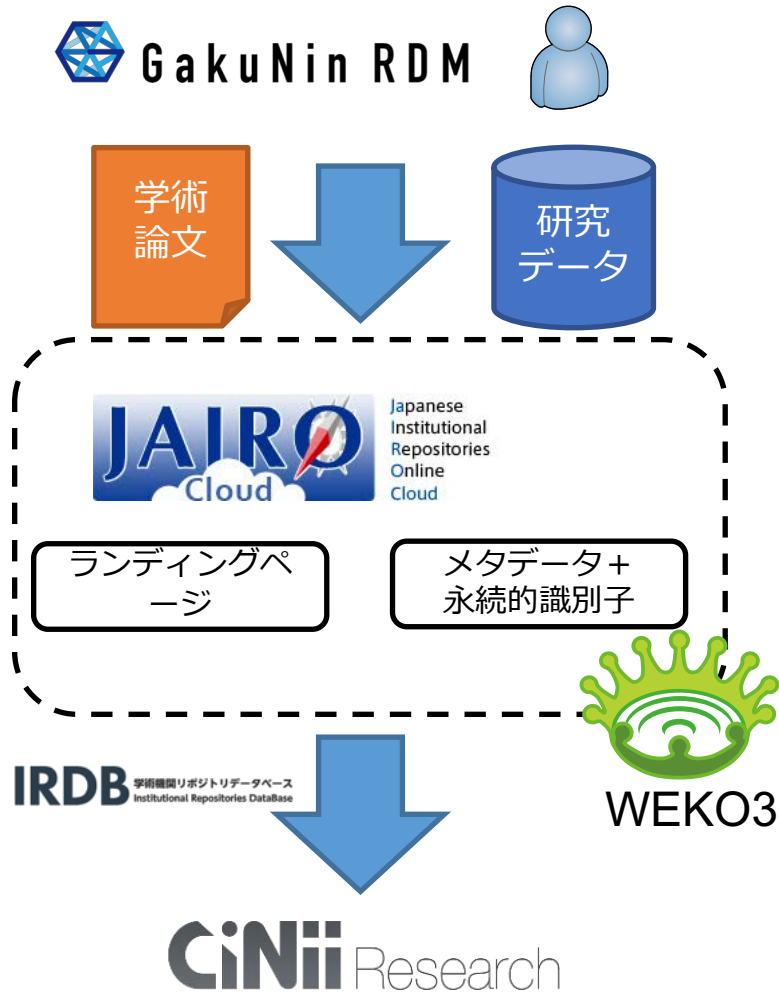 GakuNin RDM
学術
論文
研究
データ
JAIRO
Cloud
Japanese
Institutional
Repositories
Online
Cloud
ランディングペ
ージ
メタデータ＋
永続的識別子
WEKO3
IRDB
学術機関リポジトリデータベース
Institutional Repositories DataBase
CiNii Research